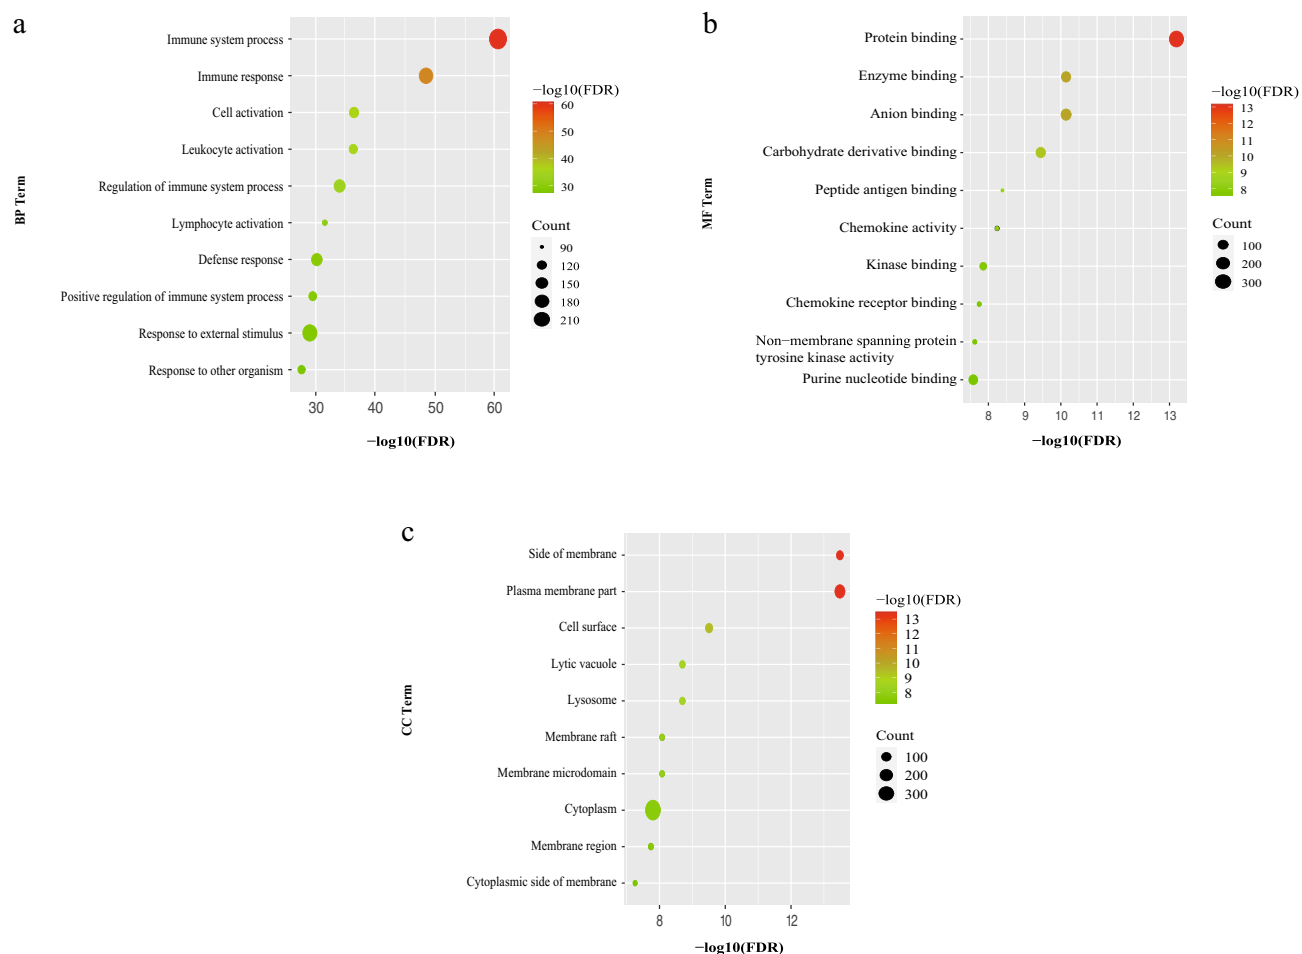 a
BP Term
Immune system process
Immune response
Cell activation
Leukocyte activation
Regulation of immune system process
Lymphocyte activation
Defense response
Positive regulation of immune system process
Response to external stimulus
Response to other organism
30 40 50 60
−log10(FDR)
−log10(FDR)
60
50
40
30
Count
90
120
150
180
210
b
MF Term
Protein binding
Enzyme binding
Anion binding
Carbohydrate derivative binding
Peptide antigen binding
Chemokine activity
Kinase binding
Chemokine receptor binding
Non−membrane spanning protein
tyrosine kinase activity
Purine nucleotide binding
8 9 10 11 12 13
−log10(FDR)
−log10(FDR)
13
12
11
10
9
8
Count
100
200
300
c
CC Term
Side of membrane
Plasma membrane part
Cell surface
Lytic vacuole
Lysosome
Membrane raft
Membrane microdomain
Cytoplasm
Membrane region
Cytoplasmic side of membrane
8 10 12
−log10(FDR)
−log10(FDR)
13
12
11
10
9
8
Count
100
200
300